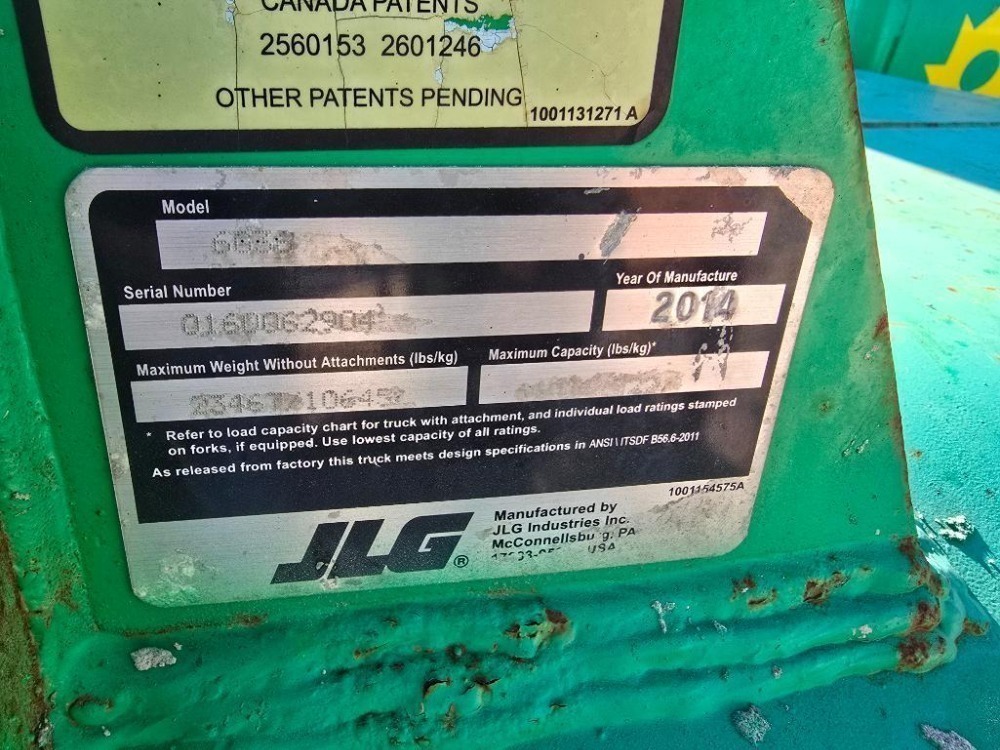 CANADA PATENTS
2560153 2601246
OTHER PATENTS PENDING
1001131271 A
Model
Serial Number
0160062904
Year Of Manufacture
2014
Maximum Weight Without Attachments (lbs/kg)
Maximum Capacity (lbs/kg)*
* Refer to load capacity chart for truck with attachment, and individual load ratings stamped
on forks, if equipped. Use lowest capacity of all ratings.
As released from factory this truck meets design specifications in ANSI \ ITSDF B56.6-2011
1001154575A
JLG®
Manufactured by
JLG Industries Inc.
McConnellsburg, PA
USA